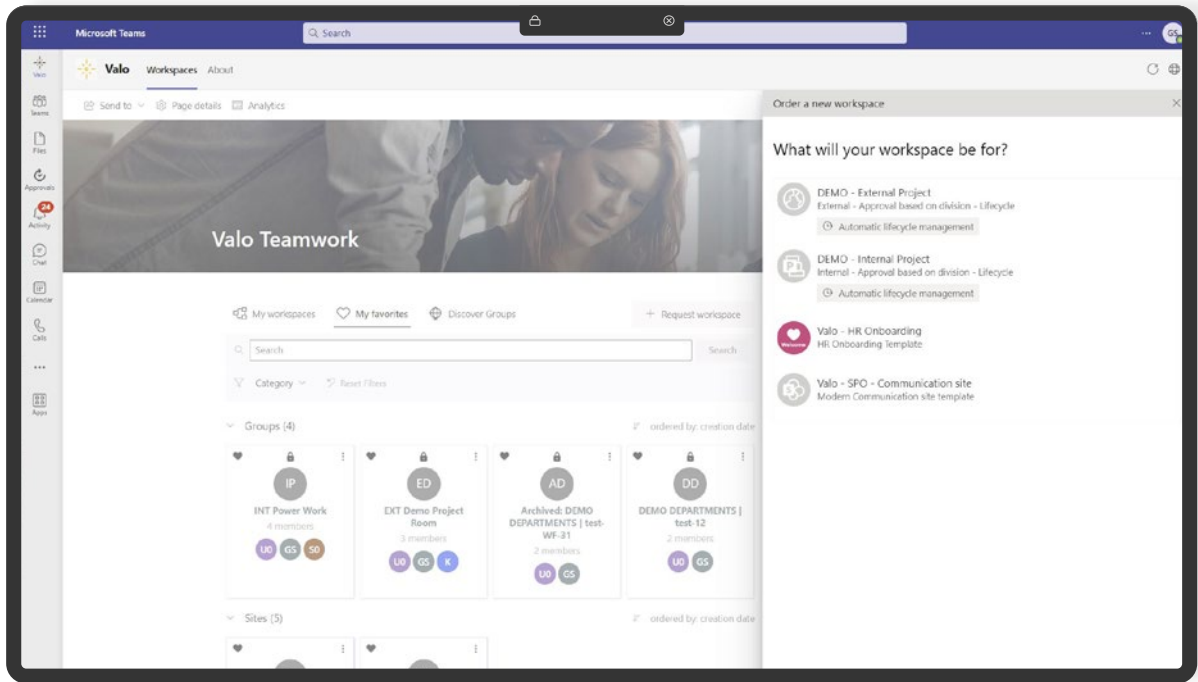 Microsoft Teams
Search
GS
Valo
Teams
Files
Approvals
24
Activity
Chat
Calendar
Calls
Apps
Valo Workspaces About
Send to Page details Analytics
Valo Teamwork
My workspaces My favorites Discover Groups + Request workspace
Search Search
Category Reset Filters
Groups (4) ordered by: creation date
IP
INT Power Work
4 members
U0 GS S0
ED
EXT Demo Project
Room
3 members
U0 GS K
AD
Archived: DEMO
DEPARTMENTS | test-
WF-31
2 members
U0 GS
DD
DEMO DEPARTMENTS |
test-12
2 members
U0 GS
Sites (5) ordered by: creation date
Order a new workspace
What will your workspace be for?
DEMO - External Project
External - Approval based on division - Lifecycle
Automatic lifecycle management
DEMO - Internal Project
Internal - Approval based on division - Lifecycle
Automatic lifecycle management
Welcome
Valo - HR Onboarding
HR Onboarding Template
Valo - SPO - Communication site
Modern Communication site template